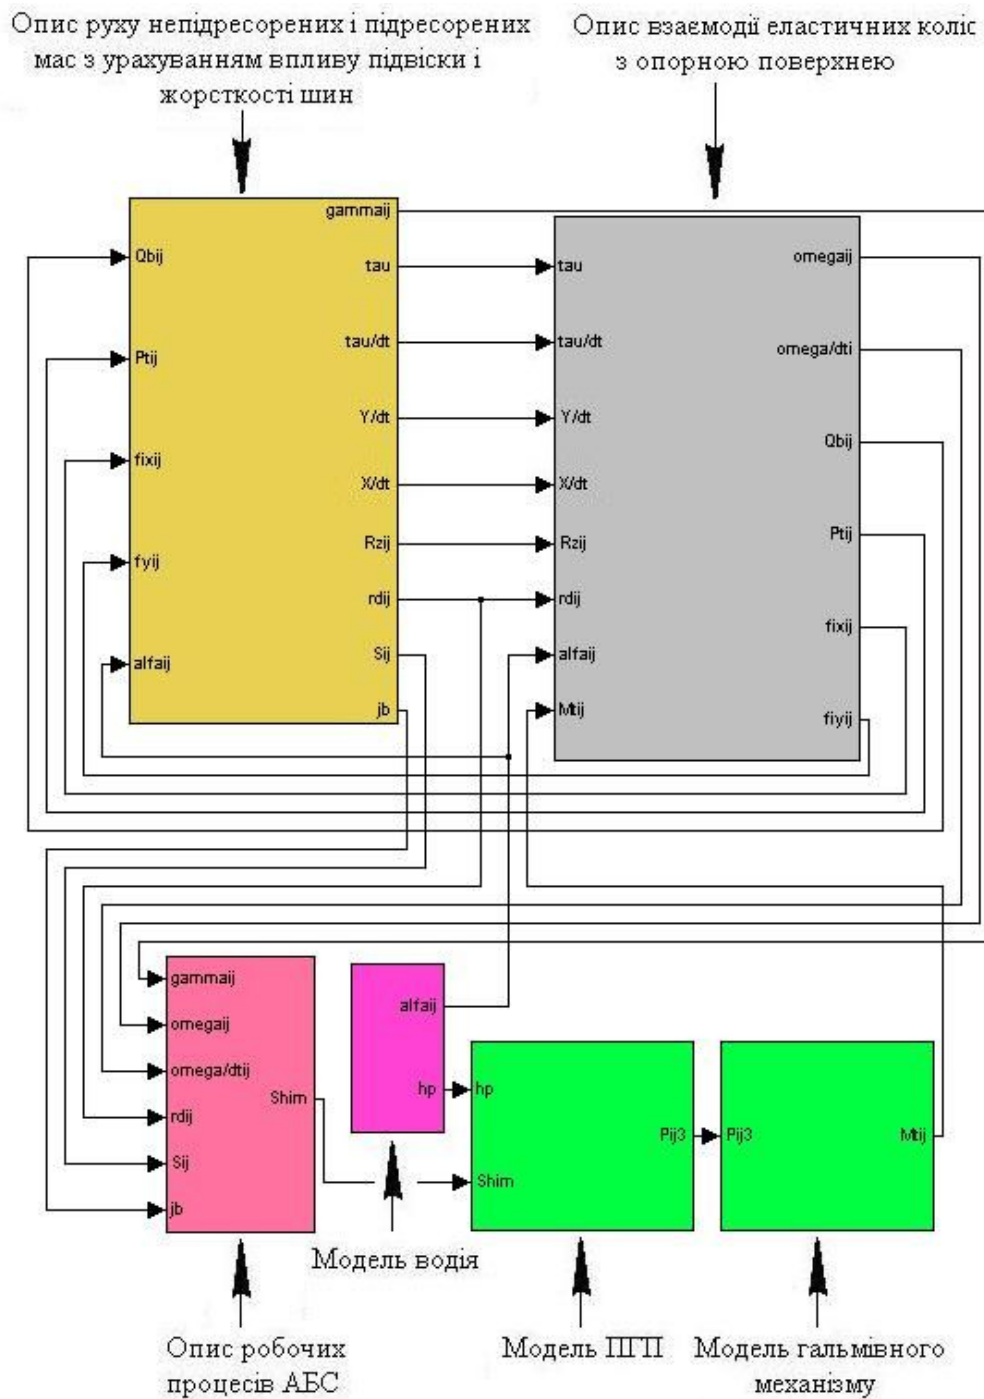 Опис руху непідресорених і підресорених
мас з урахуванням впливу підвіски і
жорсткості шин
Опис взаємодії еластичних коліс
з опорною поверхнею
gammaij
Qbij
tau
Ptij
tau/dt
Y/dt
fixij
X/dt
Rzij
fyij
rdij
Sij
alfaij
jb
tau
omegaij
tau/dt
omega/dti
Y/dt
Qbij
X/dt
Rzij
Ptij
rdij
fixij
alfaij
Mtij
fiyij
gammaij
omegaij
omega/dtij
Shim
rdij
Sij
jb
alfaij
hp
hp
Pij3
Shim
Pij3
Mtij
Модель водія
Опис робочих
процесів АБС
Модель ПГП
Модель гальмівного
механізму